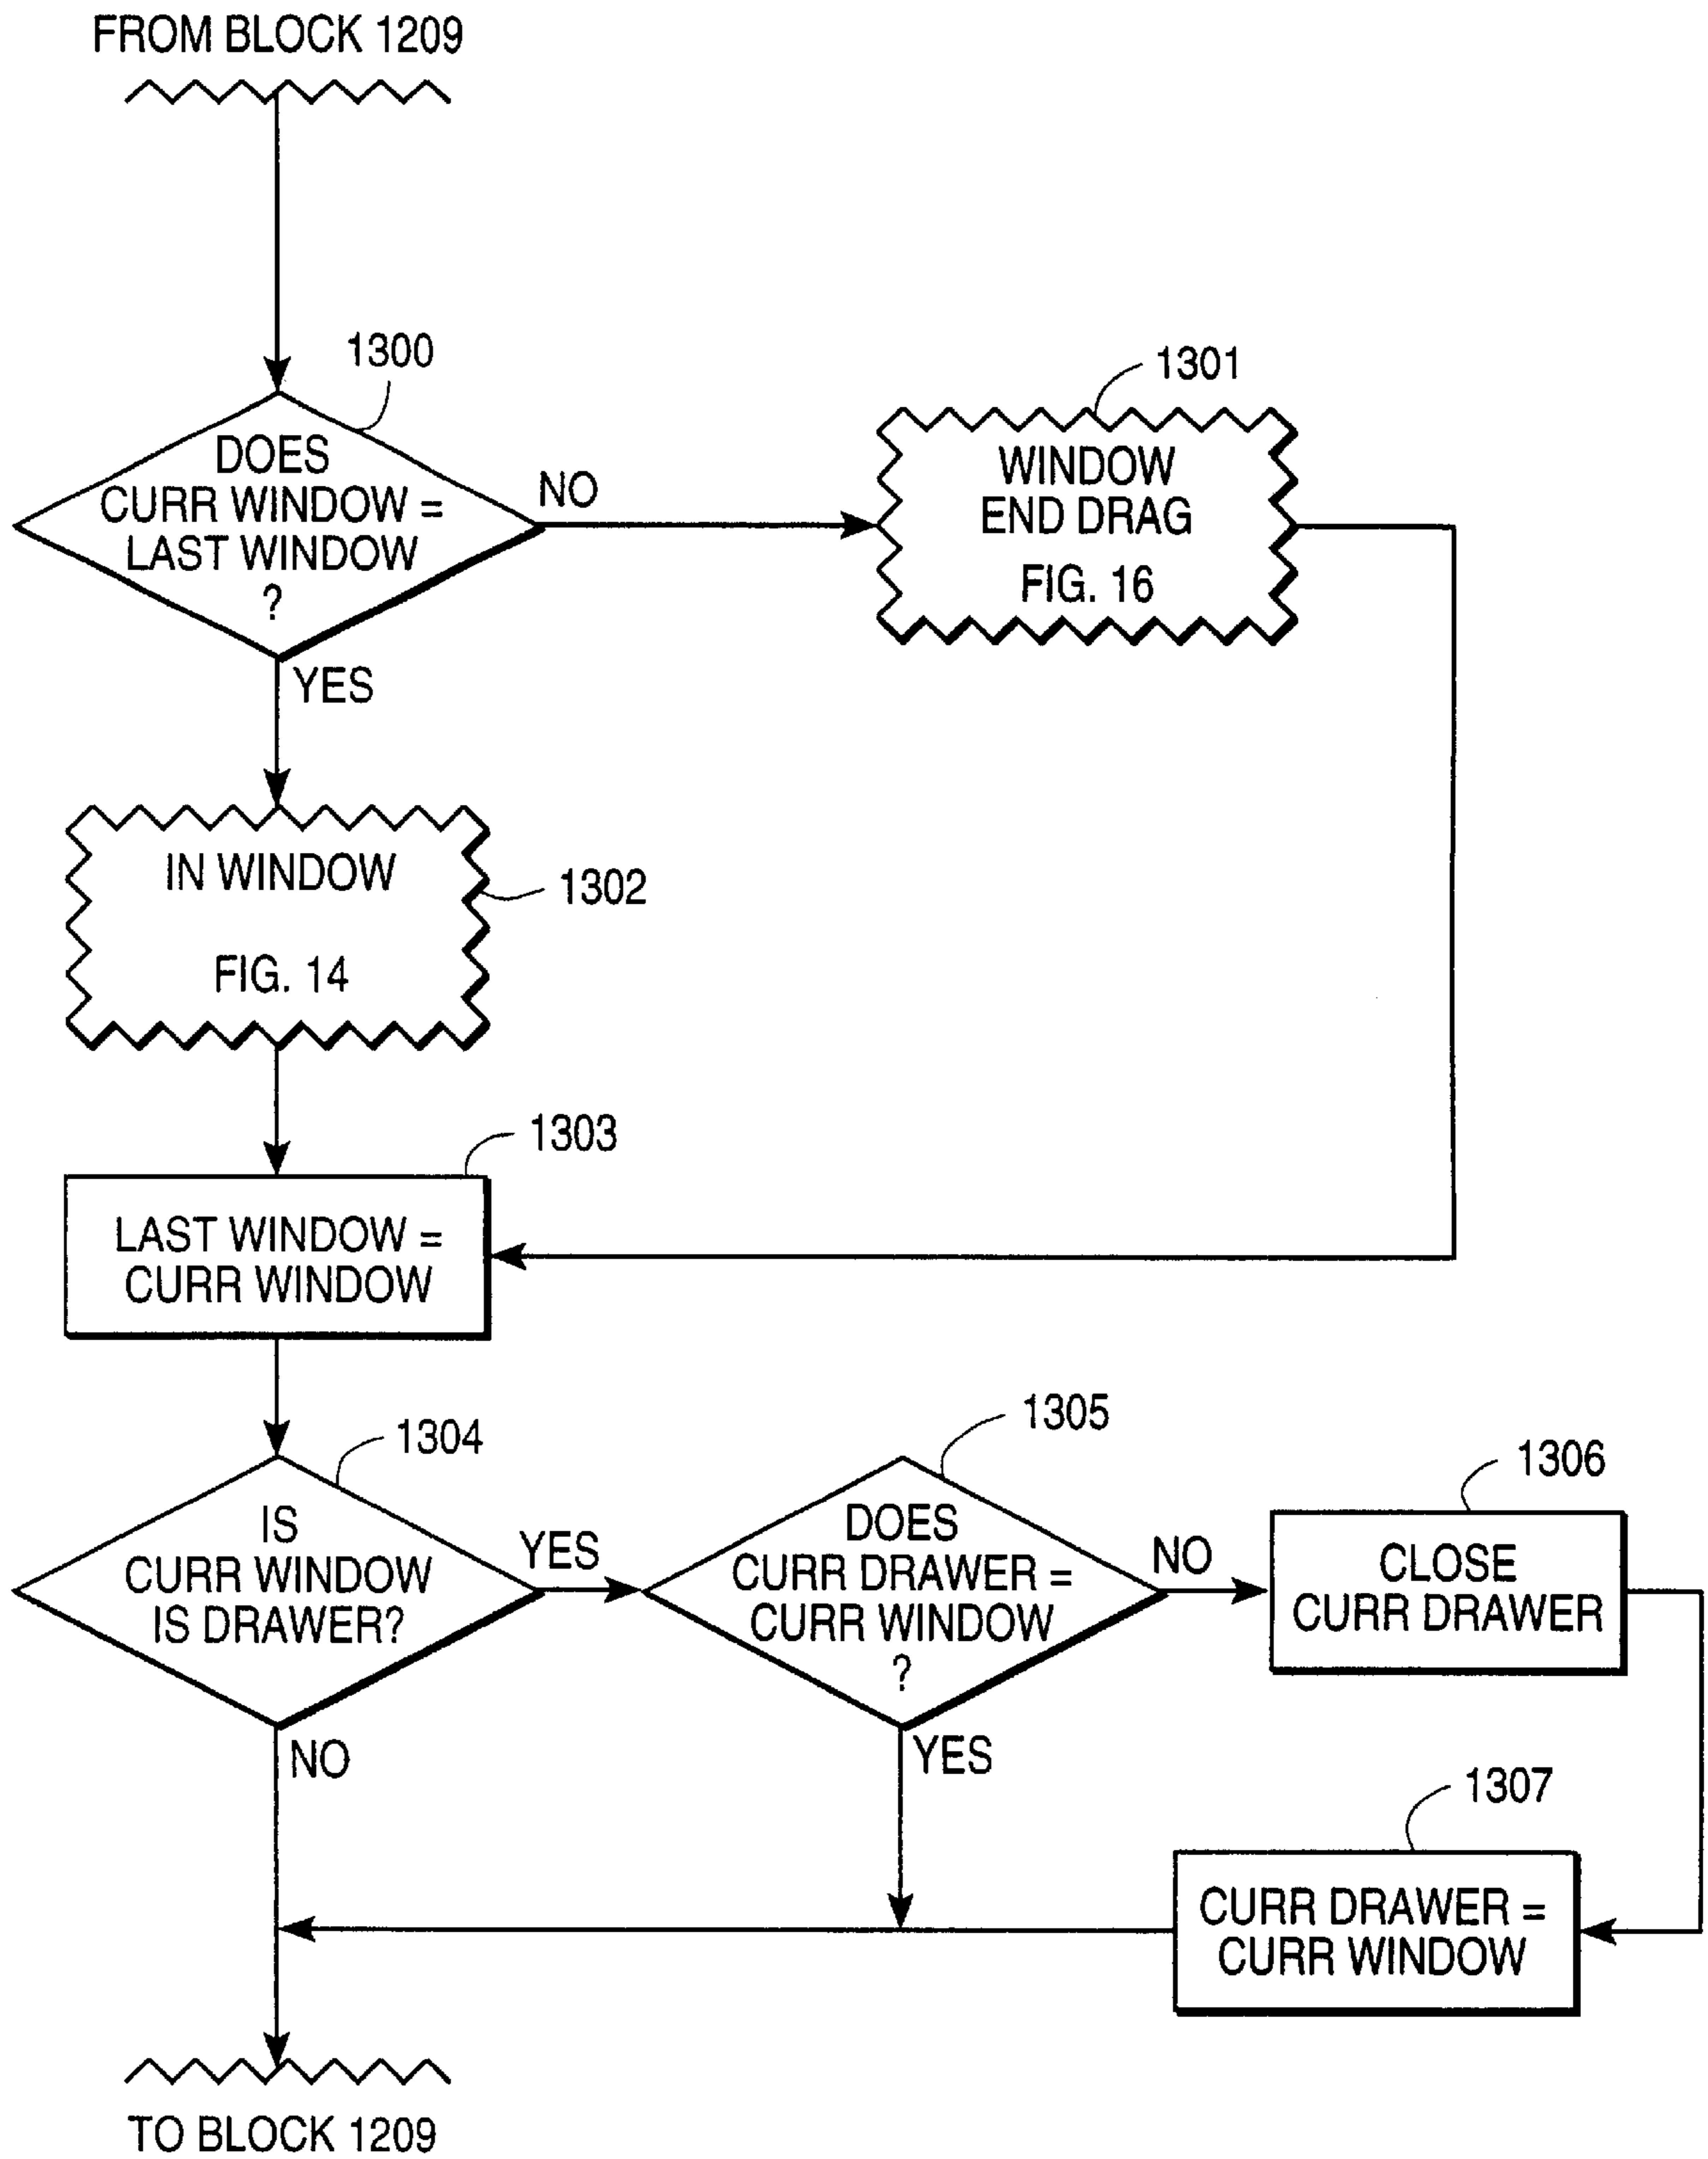 FROM BLOCK 1209
1300
DOES
CURR WINDOW =
LAST WINDOW
?
NO
YES
1301
WINDOW
END DRAG
FIG. 16
IN WINDOW
FIG. 14
1302
1303
LAST WINDOW =
CURR WINDOW
1304
IS
CURR WINDOW
IS DRAWER?
YES
NO
1305
DOES
CURR DRAWER =
CURR WINDOW
?
NO
YES
1306
CLOSE
CURR DRAWER
1307
CURR DRAWER =
CURR WINDOW
TO BLOCK 1209